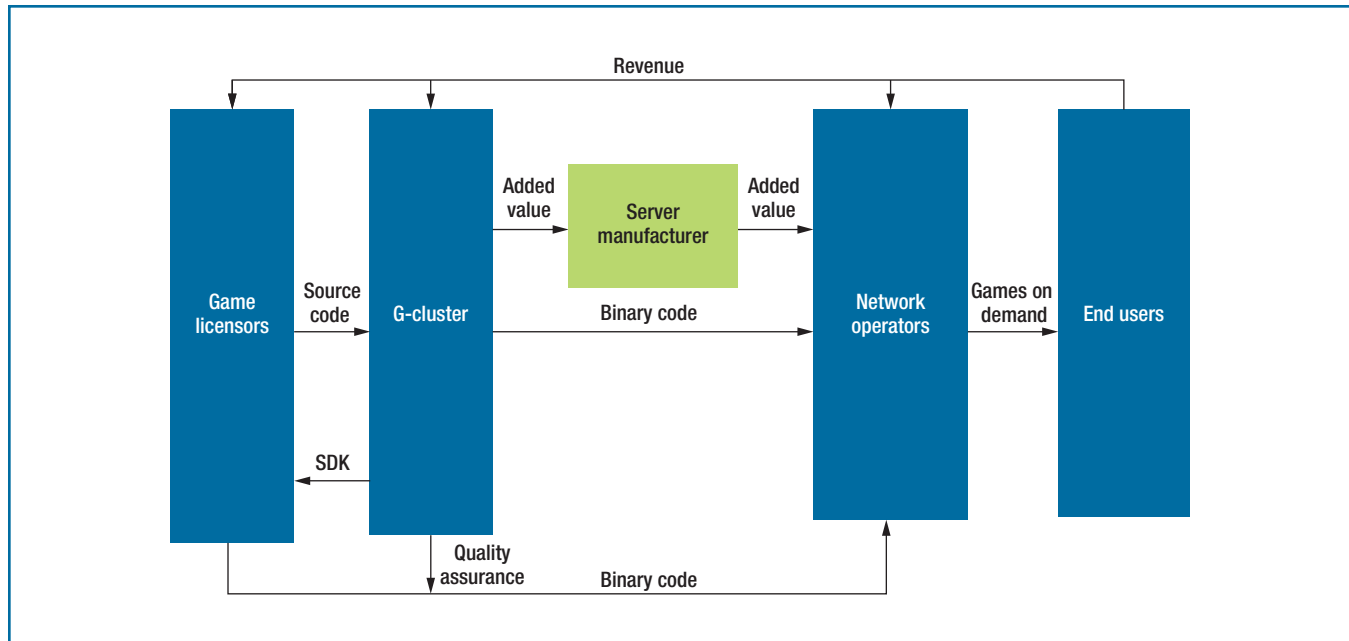 Revenue
Added
value
Server
manufacturer
Added
value
Game
licensors
Source
code
G-cluster
Binary code
Network
operators
Games on
demand
End users
SDK
Quality
assurance
Binary code